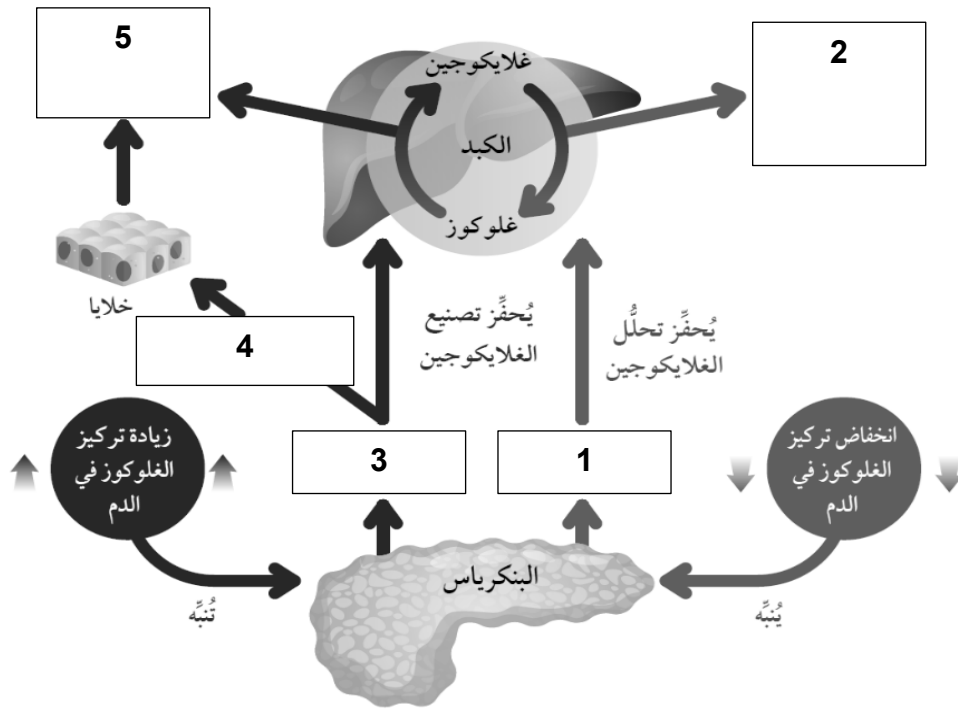 5
2
غلايكوجين
الكبد
غلوكوز
خلايا
4
يُحفِّز تصنيع
الغلايكوجين
يُحفِّز تحلُّل
الغلايكوجين
زيادة تركيز
الغلوكوز في
الدم
3
1
انخفاض تركيز
الغلوكوز في
الدم
البنكرياس
تُنبِّه
يُنبِّه